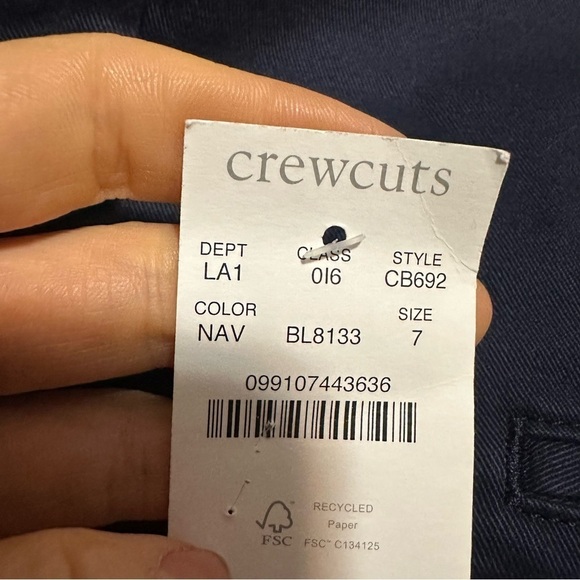 crewcuts
DEPT CLASS STYLE
LA1 0I6 CB692
COLOR SIZE
NAV BL8133 7
099107443636
RECYCLED
Paper
FSC FSC™ C134125